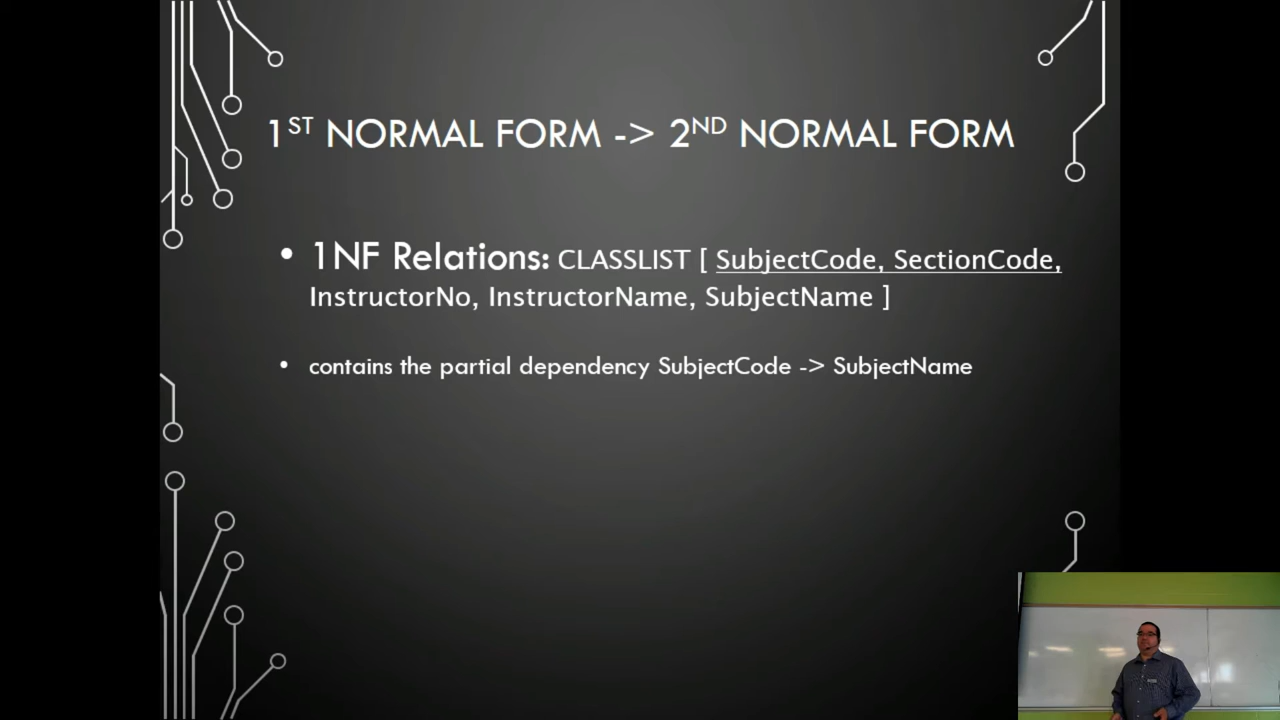 1ST NORMAL FORM -> 2ND NORMAL FORM
• 1NF Relations: CLASSLIST [ SubjectCode, SectionCode,
InstructorNo, InstructorName, SubjectName ]
• contains the partial dependency SubjectCode -> SubjectName